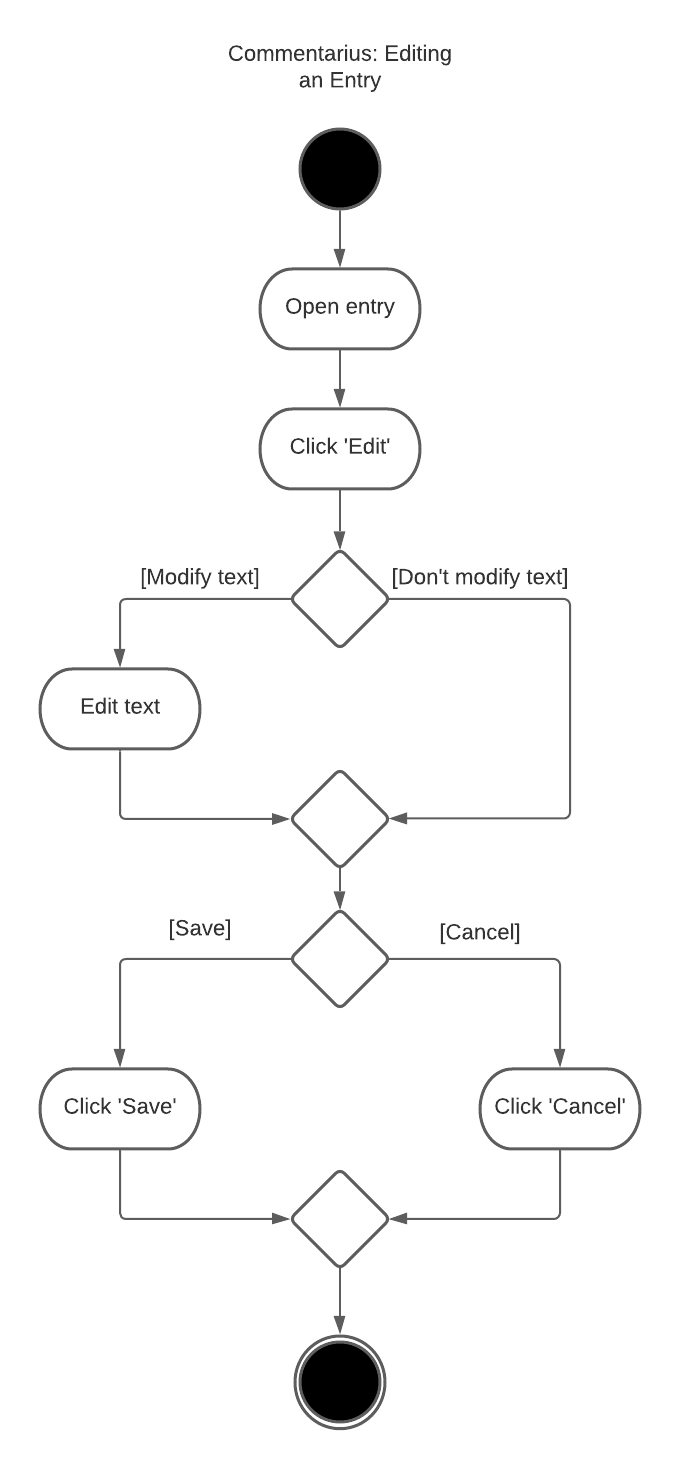 Commentarius: Editing
an Entry
Open entry
Click 'Edit'
[Modify text]
[Don't modify text]
Edit text
[Save]
[Cancel]
Click 'Save'
Click 'Cancel'